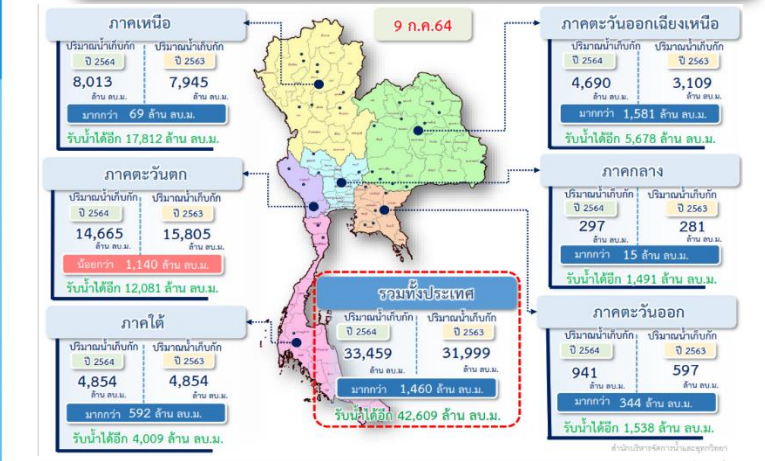 9 ก.ค.64
ภาคเหนือ
ปริมาณน้ำเก็บกัก ปริมาณน้ำเก็บกัก
ปี 2564 ปี 2563
8,013 7,945
ล้าน ลบ.ม. ล้าน ลบ.ม.
มากกว่า 69 ล้าน ลบ.ม.
รับน้ำได้อีก 17,812 ล้าน ลบ.ม.
ภาคตะวันออกเฉียงเหนือ
ปริมาณน้ำเก็บกัก ปริมาณน้ำเก็บกัก
ปี 2564 ปี 2563
4,690 3,109
ล้าน ลบ.ม. ล้าน ลบ.ม.
มากกว่า 1,581 ล้าน ลบ.ม.
รับน้ำได้อีก 5,678 ล้าน ลบ.ม.
ภาคตะวันตก
ปริมาณน้ำเก็บกัก ปริมาณน้ำเก็บกัก
ปี 2564 ปี 2563
14,665 15,805
ล้าน ลบ.ม. ล้าน ลบ.ม.
น้อยกว่า 1,140 ล้าน ลบ.ม.
รับน้ำได้อีก 12,081 ล้าน ลบ.ม.
ภาคกลาง
ปริมาณน้ำเก็บกัก ปริมาณน้ำเก็บกัก
ปี 2564 ปี 2563
297 281
ล้าน ลบ.ม. ล้าน ลบ.ม.
มากกว่า 15 ล้าน ลบ.ม.
รับน้ำได้อีก 1,491 ล้าน ลบ.ม.
ภาคใต้
ปริมาณน้ำเก็บกัก ปริมาณน้ำเก็บกัก
ปี 2564 ปี 2563
4,854 4,854
ล้าน ลบ.ม. ล้าน ลบ.ม.
มากกว่า 592 ล้าน ลบ.ม.
รับน้ำได้อีก 4,009 ล้าน ลบ.ม.
รวมทั้งประเทศ
ปริมาณน้ำเก็บกัก ปริมาณน้ำเก็บกัก
ปี 2564 ปี 2563
33,459 31,999
ล้าน ลบ.ม. ล้าน ลบ.ม.
มากกว่า 1,460 ล้าน ลบ.ม.
รับน้ำได้อีก 42,609 ล้าน ลบ.ม.
ภาคตะวันออก
ปริมาณน้ำเก็บกัก ปริมาณน้ำเก็บกัก
ปี 2564 ปี 2563
941 597
ล้าน ลบ.ม. ล้าน ลบ.ม.
มากกว่า 344 ล้าน ลบ.ม.
รับน้ำได้อีก 1,538 ล้าน ลบ.ม.
สำนักบริหารจัดการน้ำและอุทกวิทยา